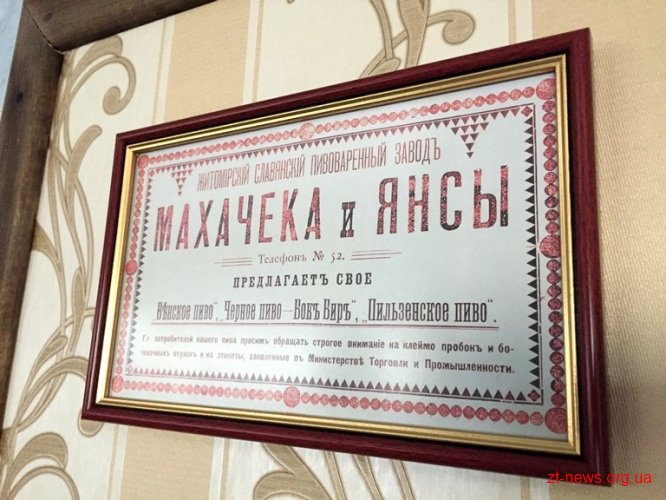 ЖИТОМІРСКІЙ СЛАВЯНСКІЙ ПИВОВАРЕННЫЙ ЗАВОДЪ
МАХАЧЕКА и ЯНСЫ
Телефонъ № 52.
ПРЕДЛАГАЕТЪ СВОЕ
„Вѣнское пиво", „Черное пиво—Бокъ Биръ", „Пильзенское пиво".
Гг. потребителей нашего пива просимъ обращать строгое вниманіе на клеймо пробокъ и бо-
ченочныхъ втулокъ и на этикеты, заявленные въ Министерствѣ Торговли и Промышленности.
zt-news.org.ua